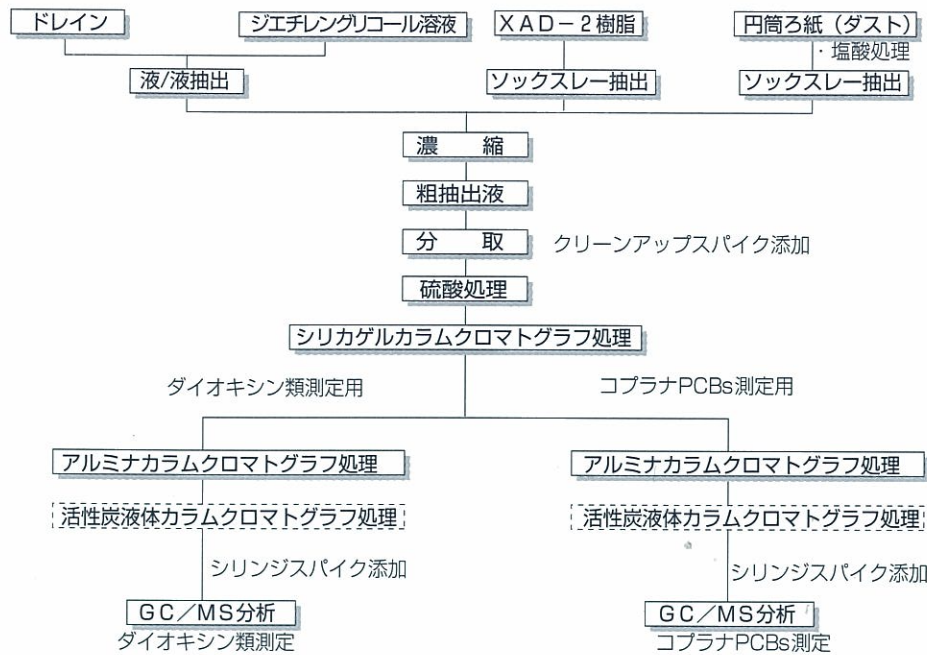 ドレイン
ジエチレングリコール溶液
XAD-2樹脂
円筒ろ紙(ダスト)
・塩酸処理
液/液抽出
ソックスレー抽出
ソックスレー抽出
濃 縮
粗抽出液
分 取
クリーンアップスパイク添加
硫酸処理
シリカゲルカラムクロマトグラフ処理
ダイオキシン類測定用
コプラナPCBs測定用
アルミナカラムクロマトグラフ処理
アルミナカラムクロマトグラフ処理
活性炭液体カラムクロマトグラフ処理
活性炭液体カラムクロマトグラフ処理
シリンジスパイク添加
シリンジスパイク添加
GC/MS分析
GC/MS分析
ダイオキシン類測定
コプラナPCBs測定